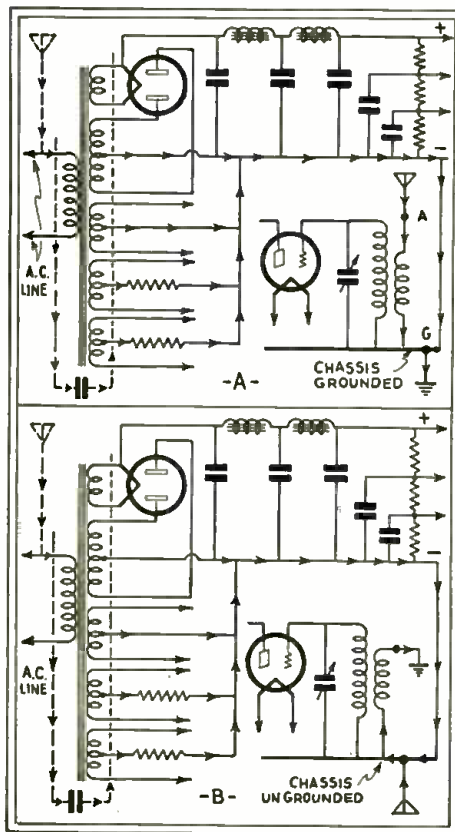 +
-
A
A.C.
LINE
G
CHASSIS
GROUNDED
-A-
+
-
A.C.
LINE
CHASSIS
UNGROUNDED
-B-